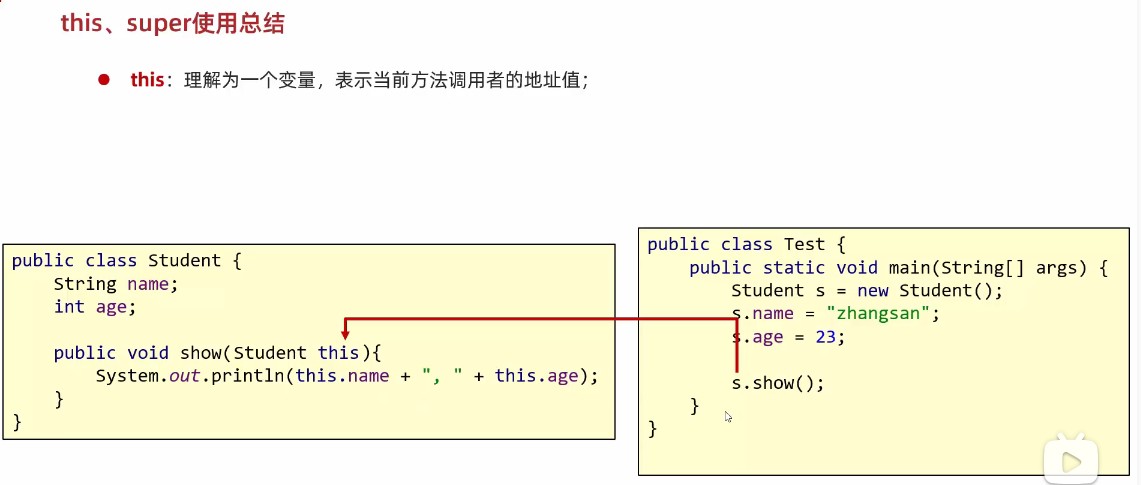 this、super使用总结
● this：理解为一个变量，表示当前方法调用者的地址值；
public class Student {
    String name;
    int age;
    public void show(Student this){
        System.out.println(this.name + ", " + this.age);
    }
}
public class Test {
    public static void main(String[] args) {
        Student s = new Student();
        s.name = "zhangsan";
        s.age = 23;
        s.show();
    }
}